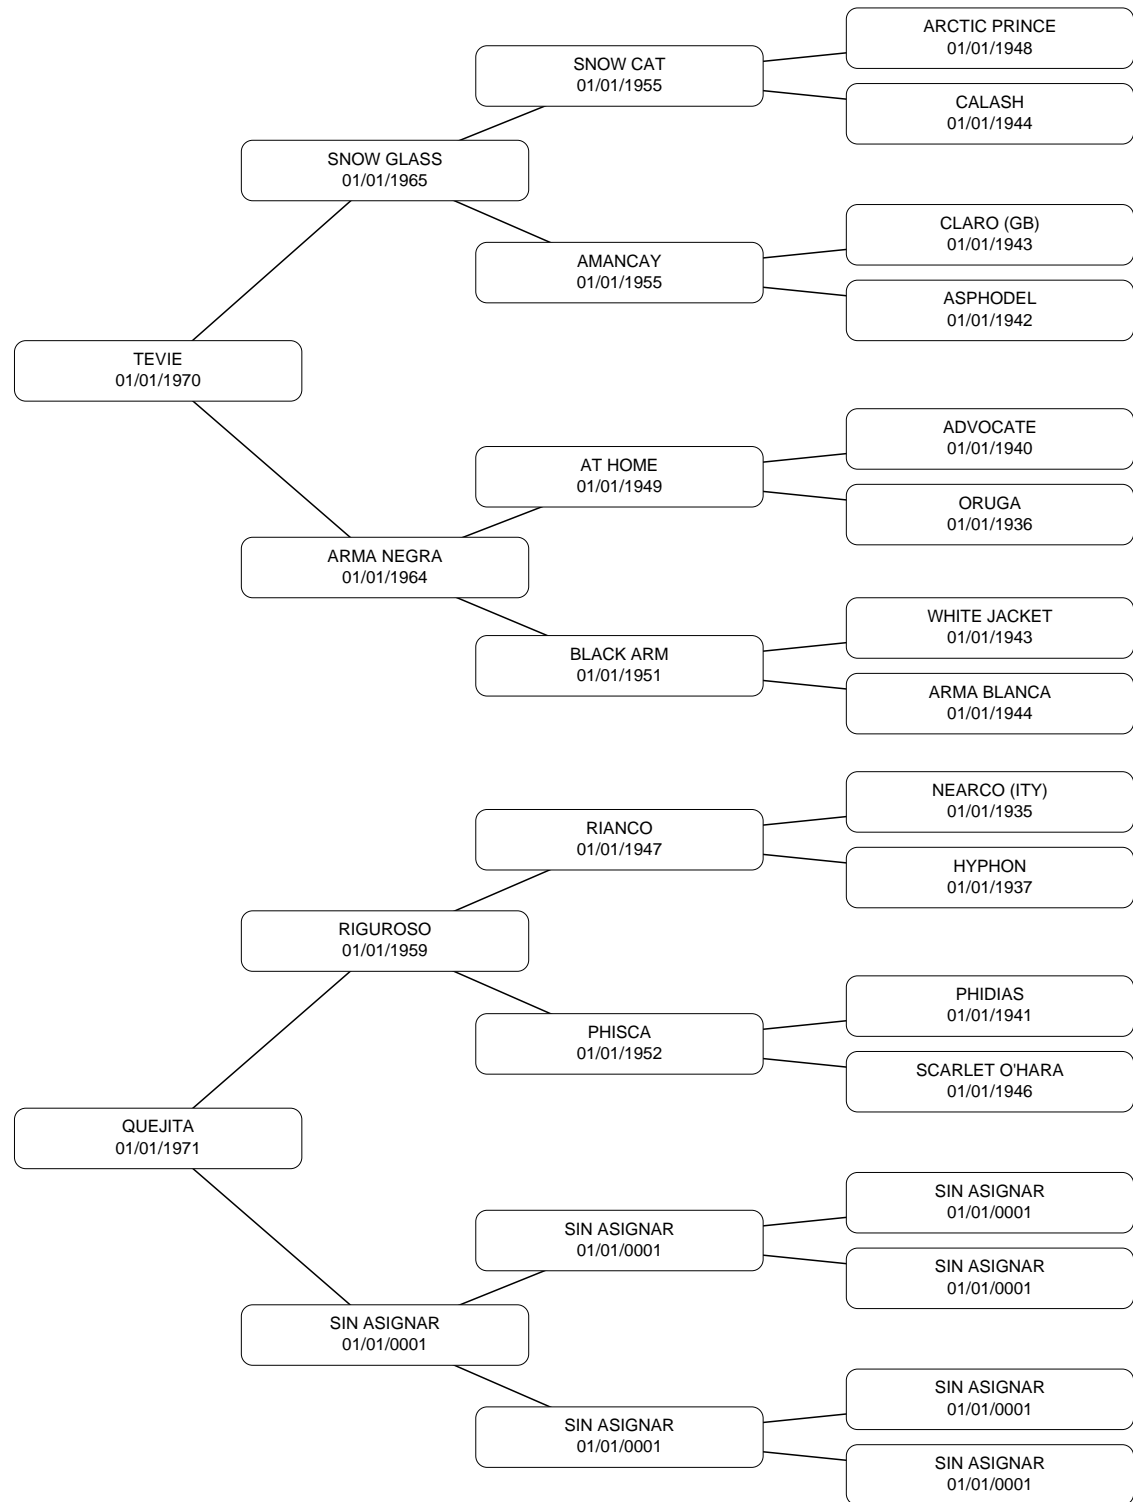 ARCTIC PRINCE
01/01/1948
SNOW CAT
01/01/1955
CALASH
01/01/1944
SNOW GLASS
01/01/1965
CLARO (GB)
01/01/1943
AMANCAY
01/01/1955
ASPHODEL
01/01/1942
TEVIE
01/01/1970
ADVOCATE
01/01/1940
AT HOME
01/01/1949
ORUGA
01/01/1936
ARMA NEGRA
01/01/1964
WHITE JACKET
01/01/1943
BLACK ARM
01/01/1951
ARMA BLANCA
01/01/1944
NEARCO (ITY)
01/01/1935
RIANCO
01/01/1947
HYPHON
01/01/1937
RIGUROSO
01/01/1959
PHIDIAS
01/01/1941
PHISCA
01/01/1952
SCARLET O'HARA
01/01/1946
QUEJITA
01/01/1971
SIN ASIGNAR
01/01/0001
SIN ASIGNAR
01/01/0001
SIN ASIGNAR
01/01/0001
SIN ASIGNAR
01/01/0001
SIN ASIGNAR
01/01/0001
SIN ASIGNAR
01/01/0001
SIN ASIGNAR
01/01/0001